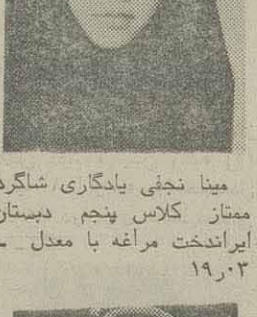 مینا نجفی یادگاری شاگرد
ممتاز کلاس پنجم دبستان
ایراندخت مراغه با معدل ـ
۱۹٫۰۳